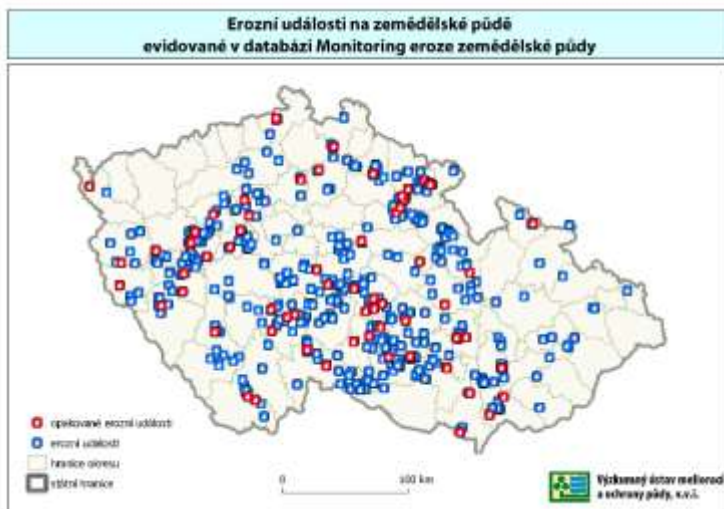 Erozní události na zemědělské půdě
evidované v databázi Monitoring eroze zemědělské půdy
opakované erozní události
erozní události
hranice okresu
státní hranice
0 100 km
Výzkumný ústav meliorací
a ochrany půdy, v.v.i.